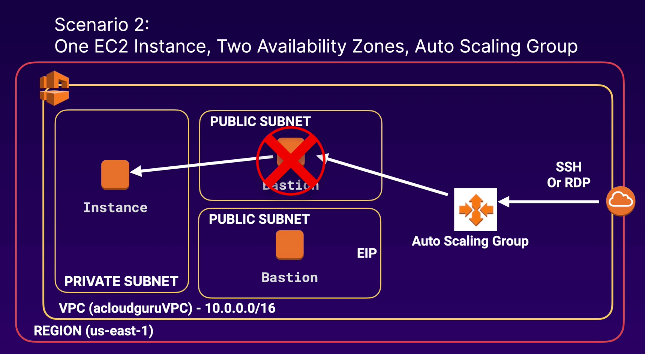 Scenario 2:
One EC2 Instance, Two Availability Zones, Auto Scaling Group
PUBLIC SUBNET
Bastion
SSH
Or RDP
Instance
PUBLIC SUBNET
Auto Scaling Group
EIP
Bastion
PRIVATE SUBNET
VPC (acloudguruVPC) - 10.0.0.0/16
REGION (us-east-1)